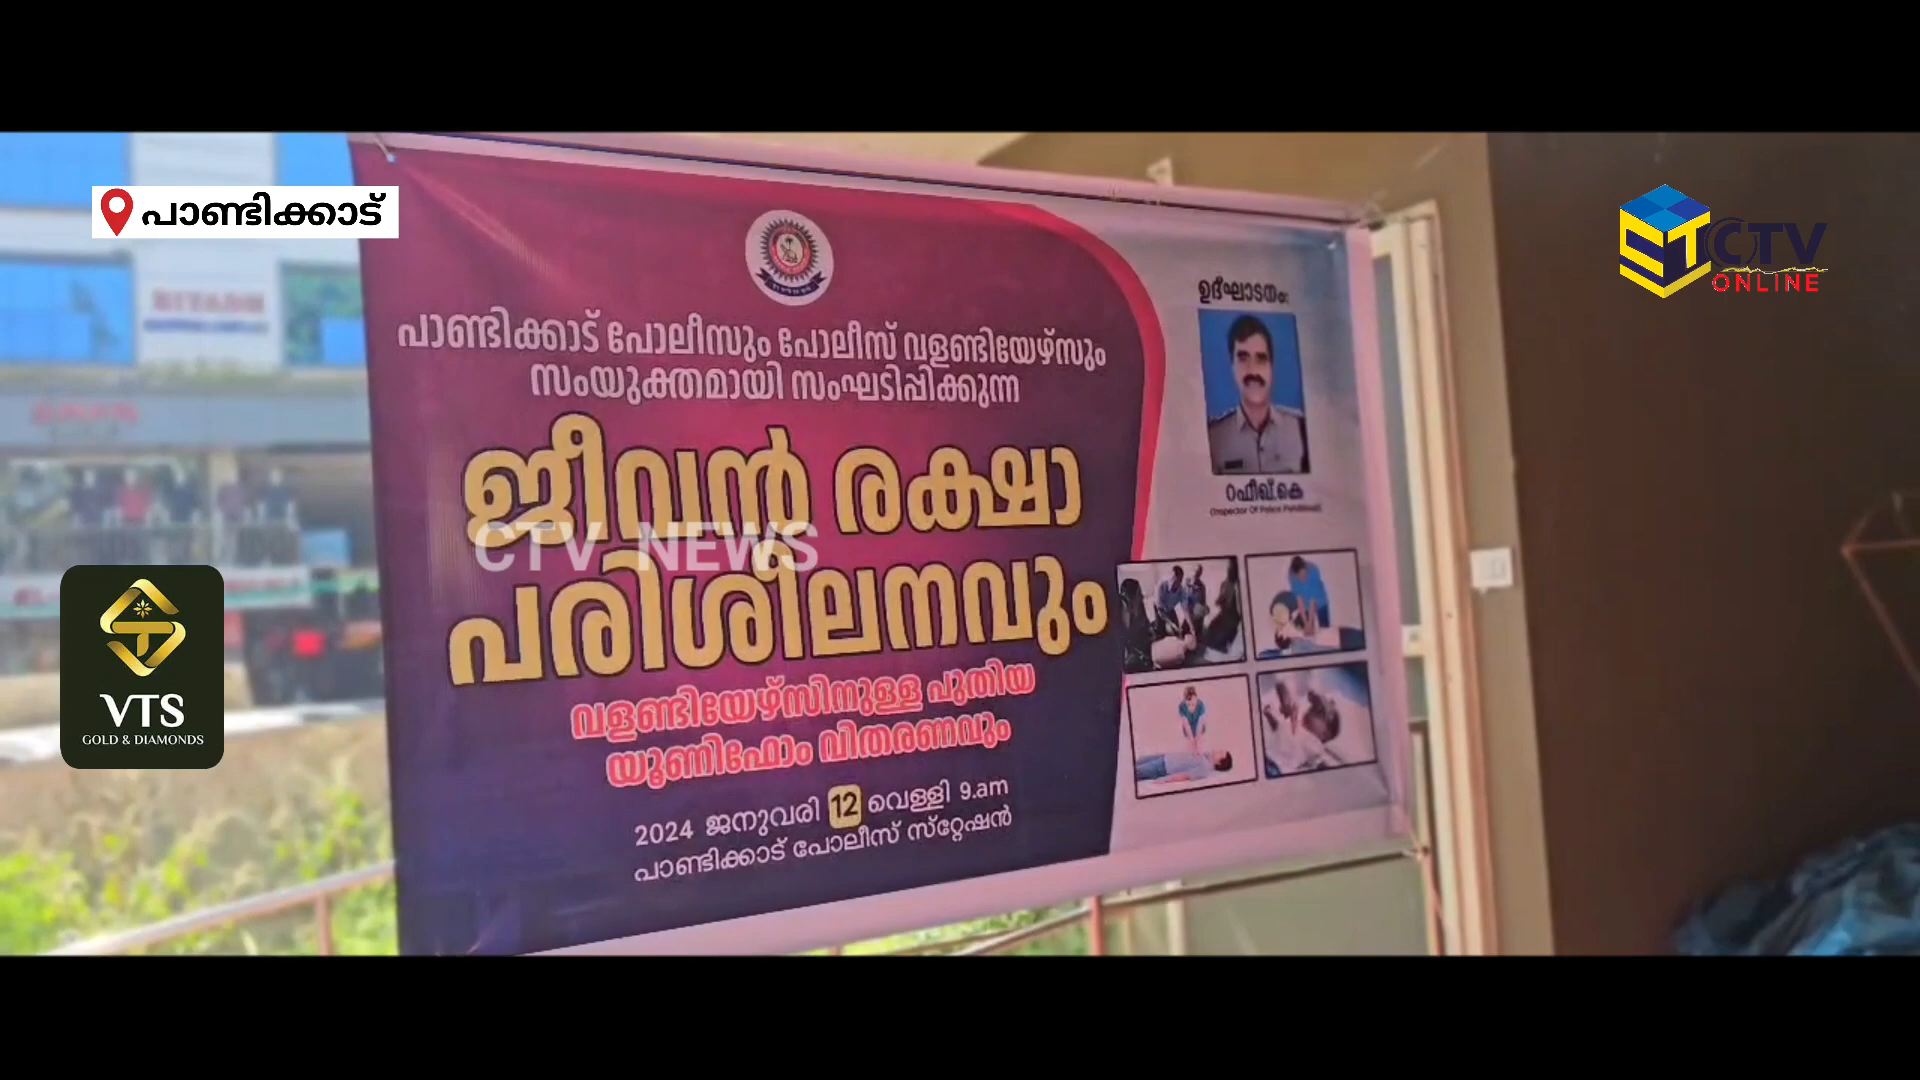 പാണ്ടിക്കാട്
CTV
ONLINE
പാണ്ടിക്കാട് പോലീസും പോലീസ് വളണ്ടിയേഴ്സും
സംയുക്തമായി സംഘടിപ്പിക്കുന്ന
ജീവൻ രക്ഷാ
പരിശീലനവും
വളണ്ടിയേഴ്സിനുള്ള പുതിയ
യൂണിഫോം വിതരണവും
2024 ജനുവരി 12 വെള്ളി 9.am
പാണ്ടിക്കാട് പോലീസ് സ്റ്റേഷൻ
ഉദ്ഘാടനം:
റഫീഖ്.കെ
CTV NEWS
VTS
GOLD & DIAMONDS